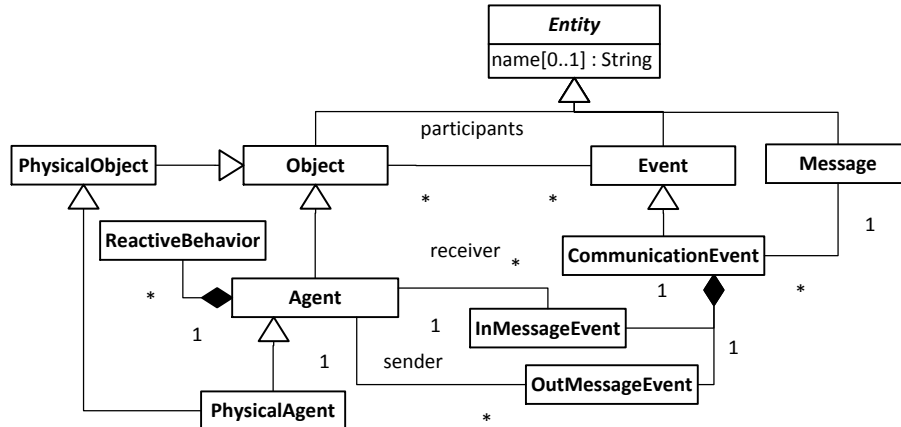 Entity
name[0..1] : String
participants
PhysicalObject
Object
Event
Message
*
*
ReactiveBehavior
receiver
*
CommunicationEvent
1
Agent
*
1
*
1
1
InMessageEvent
1
1
sender
OutMessageEvent
PhysicalAgent
*